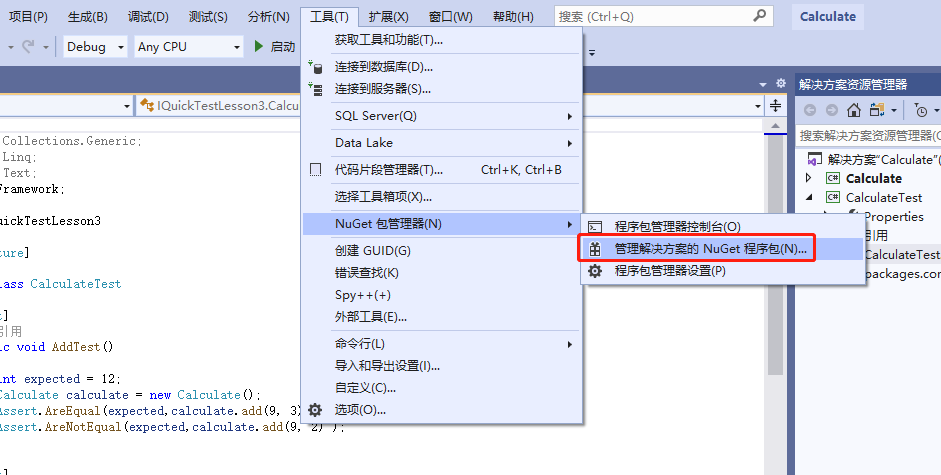 项目(P) 生成(B) 调试(D) 测试(S) 分析(N) 工具(T) 扩展(X) 窗口(W) 帮助(H) 搜索 (Ctrl+Q) Calculate
Debug Any CPU 启动
获取工具和功能(T)...
连接到数据库(D)...
连接到服务器(S)...
SQL Server(Q)
Data Lake
代码片段管理器(T)... Ctrl+K, Ctrl+B
选择工具箱项(X)...
NuGet 包管理器(N)
创建 GUID(G)
错误查找(K)
Spy++(+)
外部工具(E)...
命令行(L)
导入和导出设置(I)...
自定义(C)...
选项(O)...
程序包管理器控制台(O)
管理解决方案的 NuGet 程序包(N)...
程序包管理器设置(P)
IQuickTestLesson3.Calcu
Collections.Generic;
Linq;
Text;
Framework;
uickTestLesson3
ture]
lass CalculateTest
t]
引用
ic void AddTest()
int expected = 12;
Calculate calculate = new Calculate();
Assert.AreEqual(expected,calculate.add(9, 3)
Assert.AreNotEqual(expected,calculate.add(9, 2) );
解决方案资源管理器
搜索解决方案资源管理器(C
解决方案"Calculate"(
C# Calculate
C# CalculateTest
Properties
引用
CalculateTest
packages.con